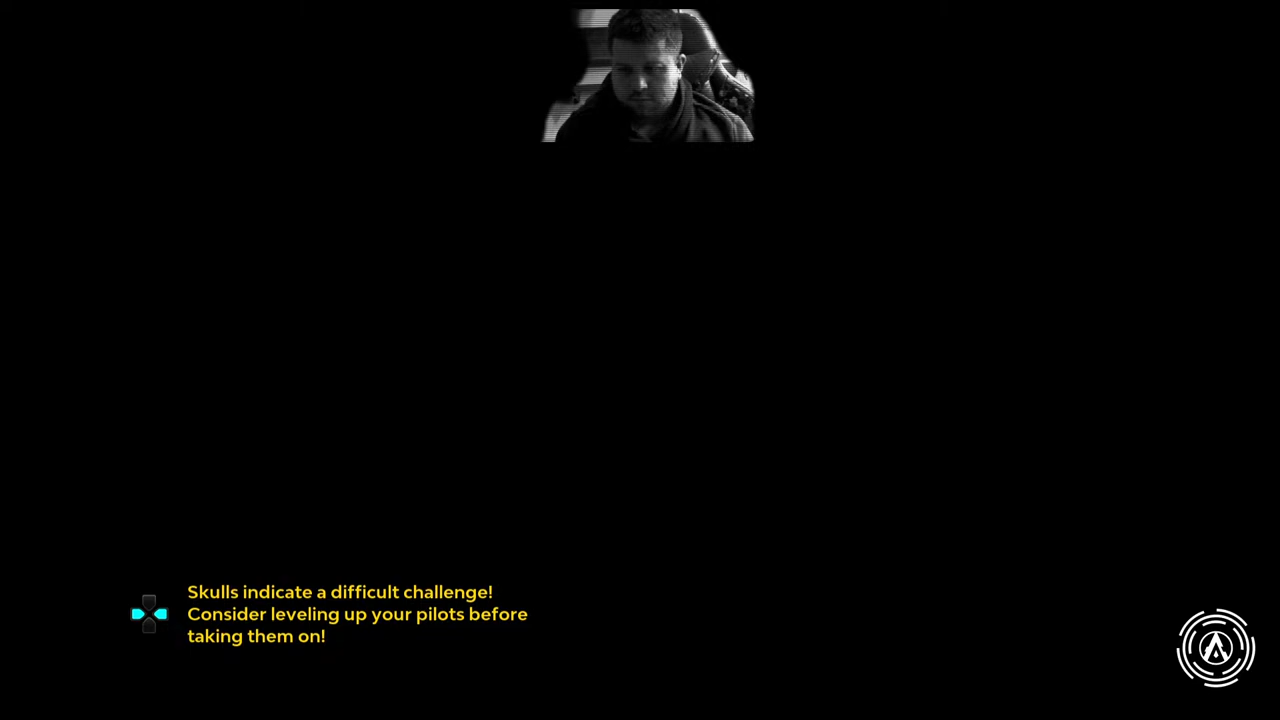 Skulls indicate a difficult challenge!
Consider leveling up your pilots before
taking them on!